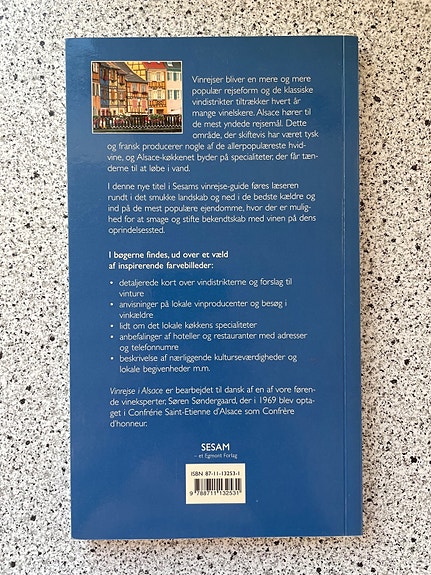 Vinrejser bliver en mere og mere
populær rejseform og de klassiske
vindistrikter tiltrækker hvert år
mange vinelskere. Alsace hører til
de mest yndede rejsemål. Dette
område, der skiftevis har været tysk
og fransk producerer nogle af de allerpopulæreste hvid-
vine, og Alsace-køkkenet byder på specialiteter, der får tæn-
derne til at løbe i vand.
I denne nye titel i Sesams vinrejse-guide føres læseren
rundt i det smukke landskab og ned i de bedste kældre og
ind på de mest populære ejendomme, hvor der er mulig-
hed for at smage og stifte bekendtskab med vinen på dens
oprindelsessted.
I bøgerne findes, ud over et væld
af inspirerende farvebilleder:
• detaljerede kort over vindistrikterne og forslag til
vinture
• anvisninger på lokale vinproducenter og besøg i
vinkældre
• lidt om det lokale køkkens specialiteter
• anbefalinger af hoteller og restauranter med adresser
og telefonnumre
• beskrivelse af nærliggende kulturseværdigheder og
lokale begivenheder m.m.
Vinrejse i Alsace er bearbejdet til dansk af en af vore føren-
de vineksperter, Søren Søndergaard, der i 1969 blev opta-
get i Confrérie Saint-Etienne d'Alsace som Confrère
d'honneur.
SESAM
– et Egmont Forlag
ISBN 87-11-13253-1
9 788711 132531